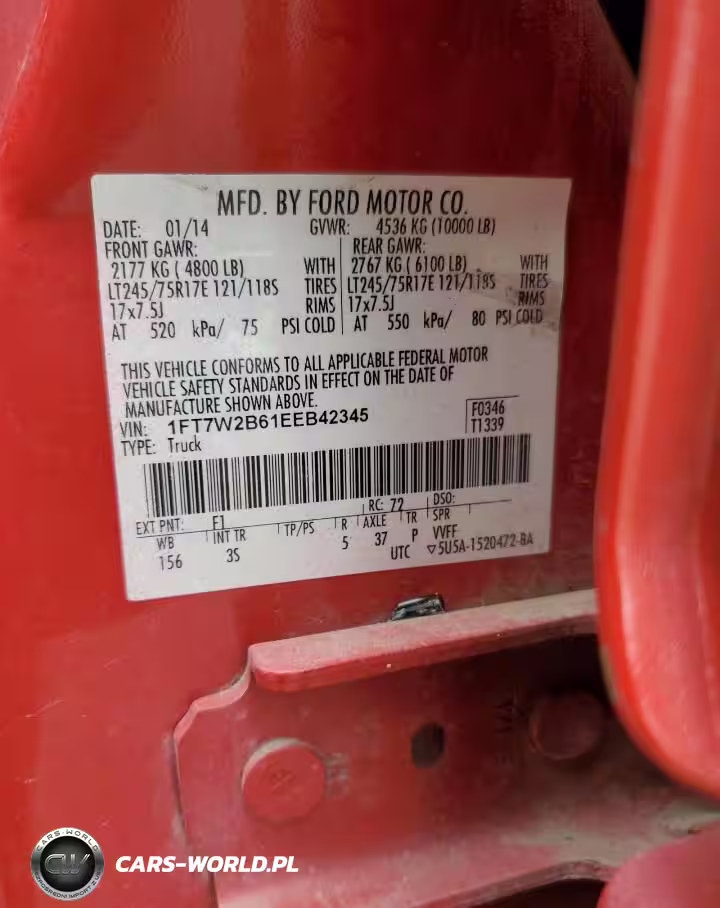 MFD. BY FORD MOTOR CO.
DATE: 01/14 GVWR: 4536 KG (10000 LB)
FRONT GAWR: REAR GAWR:
2177 KG ( 4800 LB) WITH 2767 KG ( 6100 LB) WITH
LT245/75R17E 121/118S TIRES LT245/75R17E 121/118S TIRES
17x7.5J RIMS 17x7.5J RIMS
AT 520 kPa/ 75 PSI COLD AT 550 kPa/ 80 PSI COLD
THIS VEHICLE CONFORMS TO ALL APPLICABLE FEDERAL MOTOR
VEHICLE SAFETY STANDARDS IN EFFECT ON THE DATE OF
MANUFACTURE SHOWN ABOVE.
VIN: 1FT7W2B61EEB42345 F0346
TYPE: Truck T1339
EXT PNT: F1 RC: 72 DSO:
WB INT TR TP/PS R AXLE TR SPR
156 3S 5 37 P VVFF
UTC ▽5U5A-1520472-BA
CARS-WORLD
CW
CARS-WORLD.PL